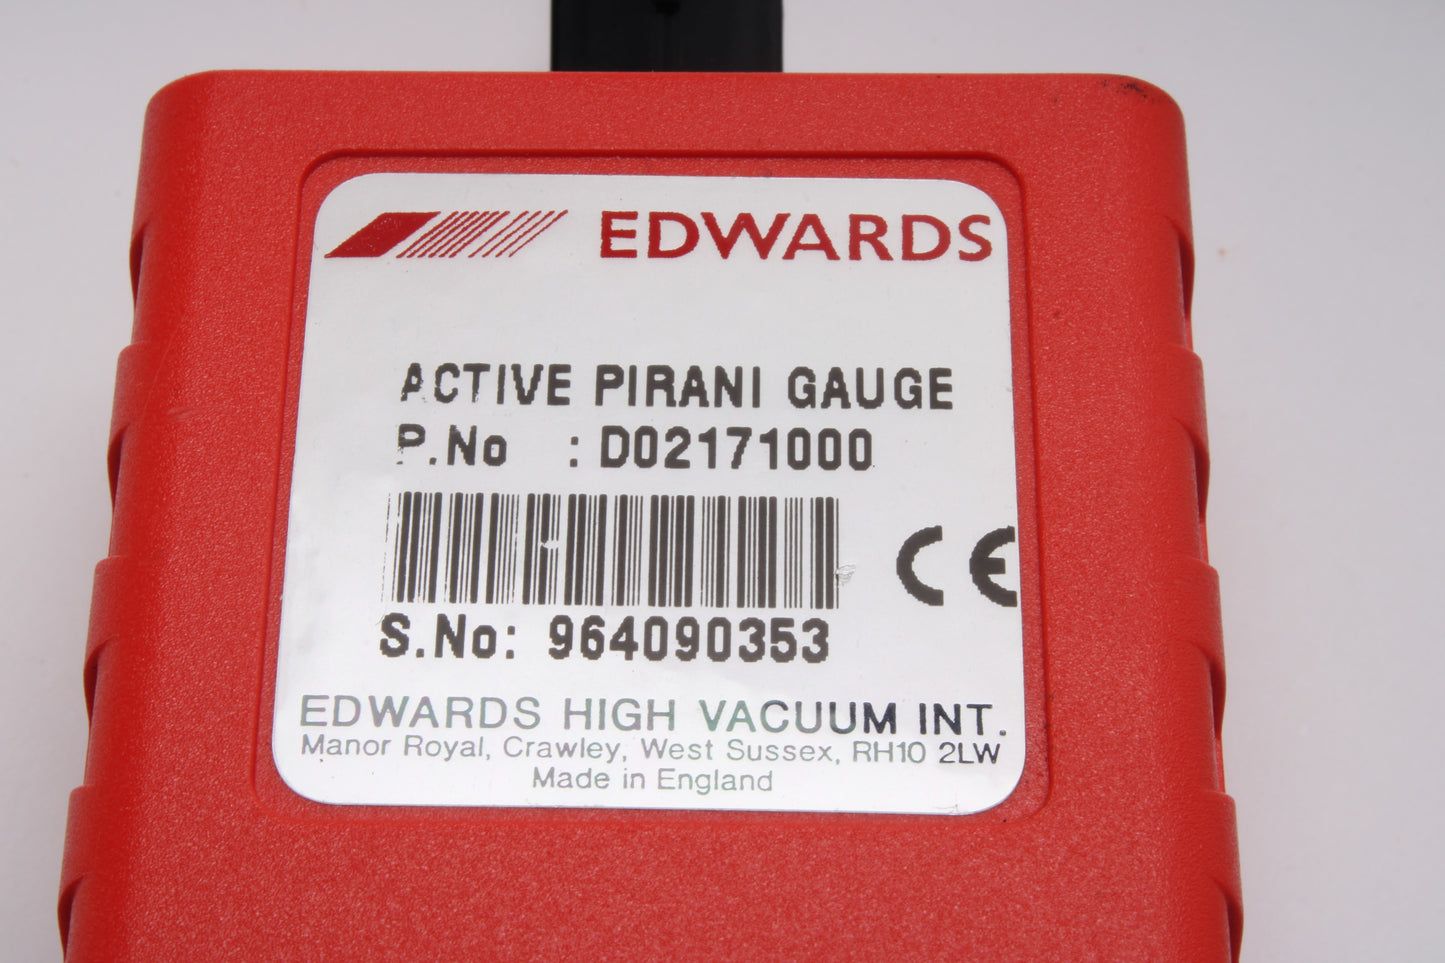 EDWARDS
ACTIVE PIRANI GAUGE
P.No : D02171000
CE
S.No: 964090353
EDWARDS HIGH VACUUM INT.
Manor Royal, Crawley, West Sussex, RH10 2LW
Made in England